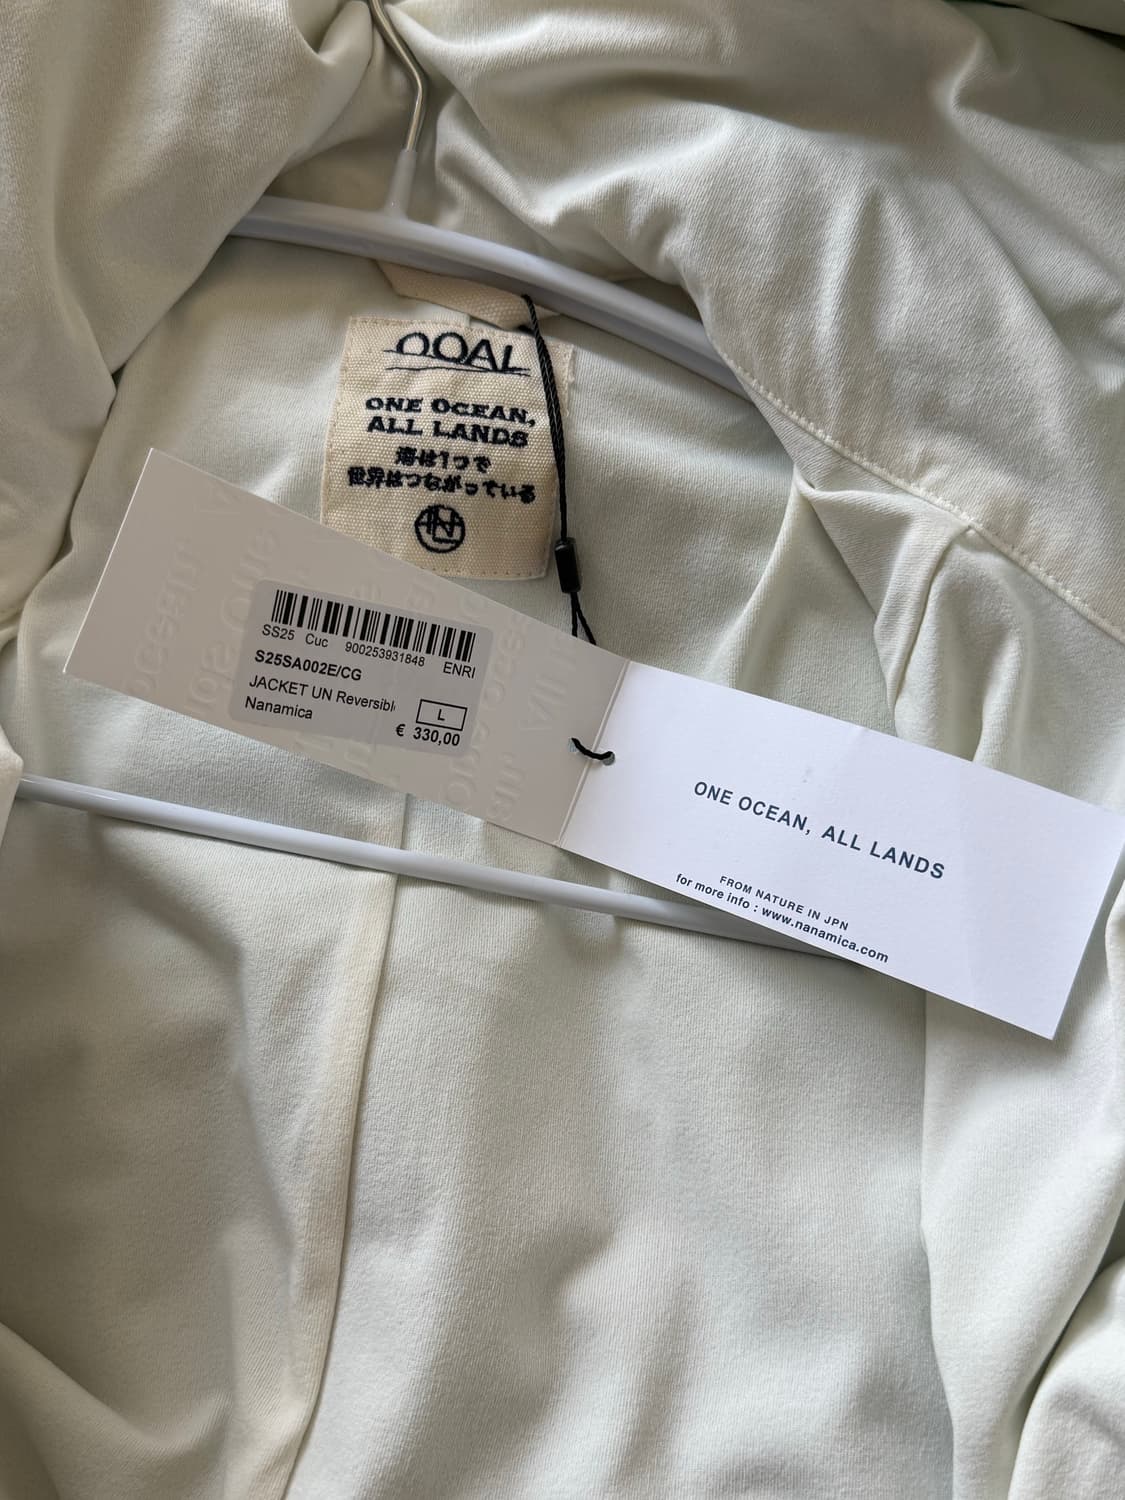 OOAL
ONE OCEAN,
ALL LANDS
海は1つで
世界はつながっている
SS25 Cuc 900253931848 ENRI
S25SA002E/CG
JACKET UN Reversibl
Nanamica
L
€ 330,00
ONE OCEAN, ALL LANDS
FROM NATURE IN JPN
for more info : www.nanamica.com